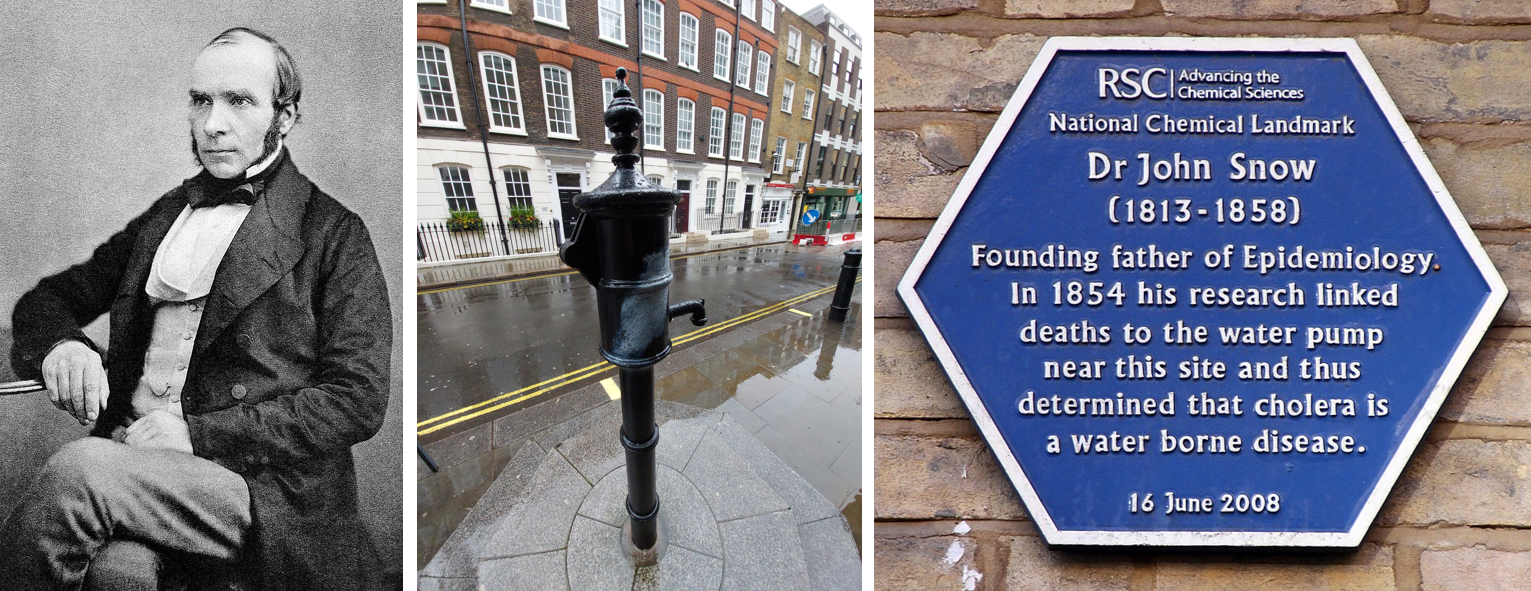 RSC Advancing the
Chemical Sciences
National Chemical Landmark
Dr John Snow
(1813-1858)
Founding father of Epidemiology.
In 1854 his research linked
deaths to the water pump
near this site and thus
determined that cholera is
a water borne disease.
16 June 2008